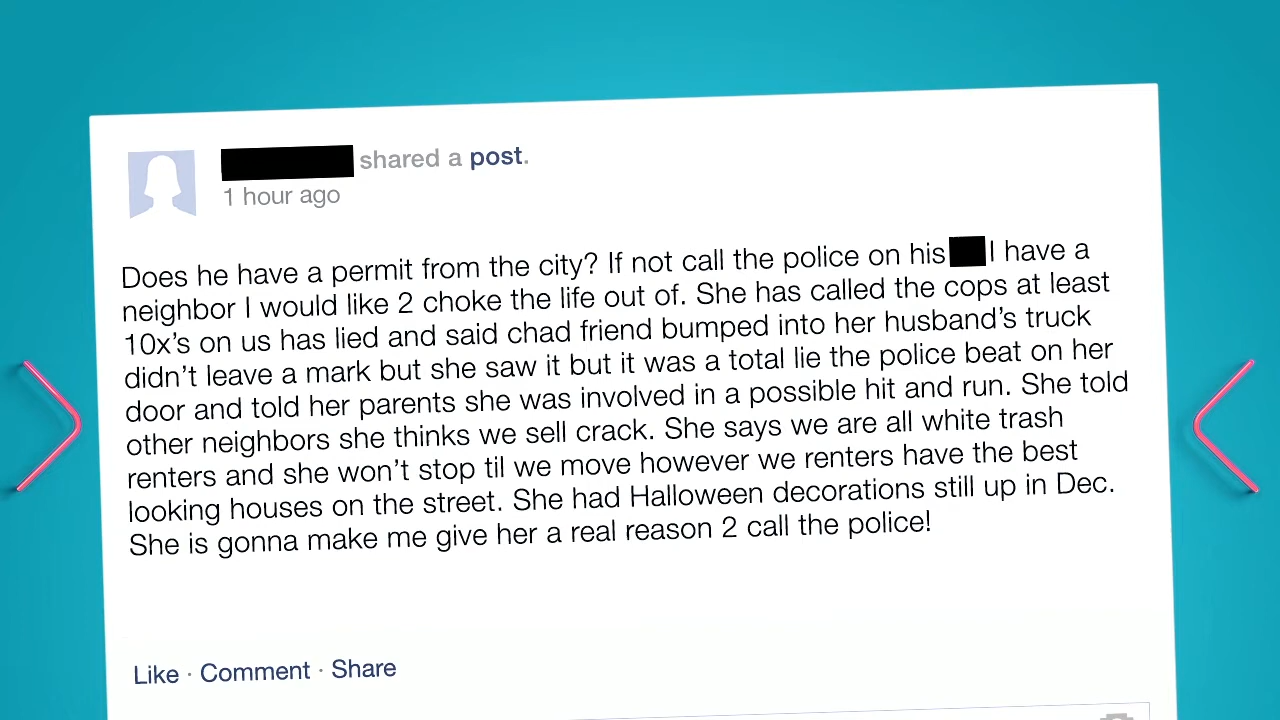 shared a post.
1 hour ago
Does he have a permit from the city? If not call the police on his I have a
neighbor I would like 2 choke the life out of. She has called the cops at least
10x's on us has lied and said chad friend bumped into her husband's truck
didn't leave a mark but she saw it but it was a total lie the police beat on her
door and told her parents she was involved in a possible hit and run. She told
other neighbors she thinks we sell crack. She says we are all white trash
renters and she won't stop til we move however we renters have the best
looking houses on the street. She had Halloween decorations still up in Dec.
She is gonna make me give her a real reason 2 call the police!
Like · Comment · Share